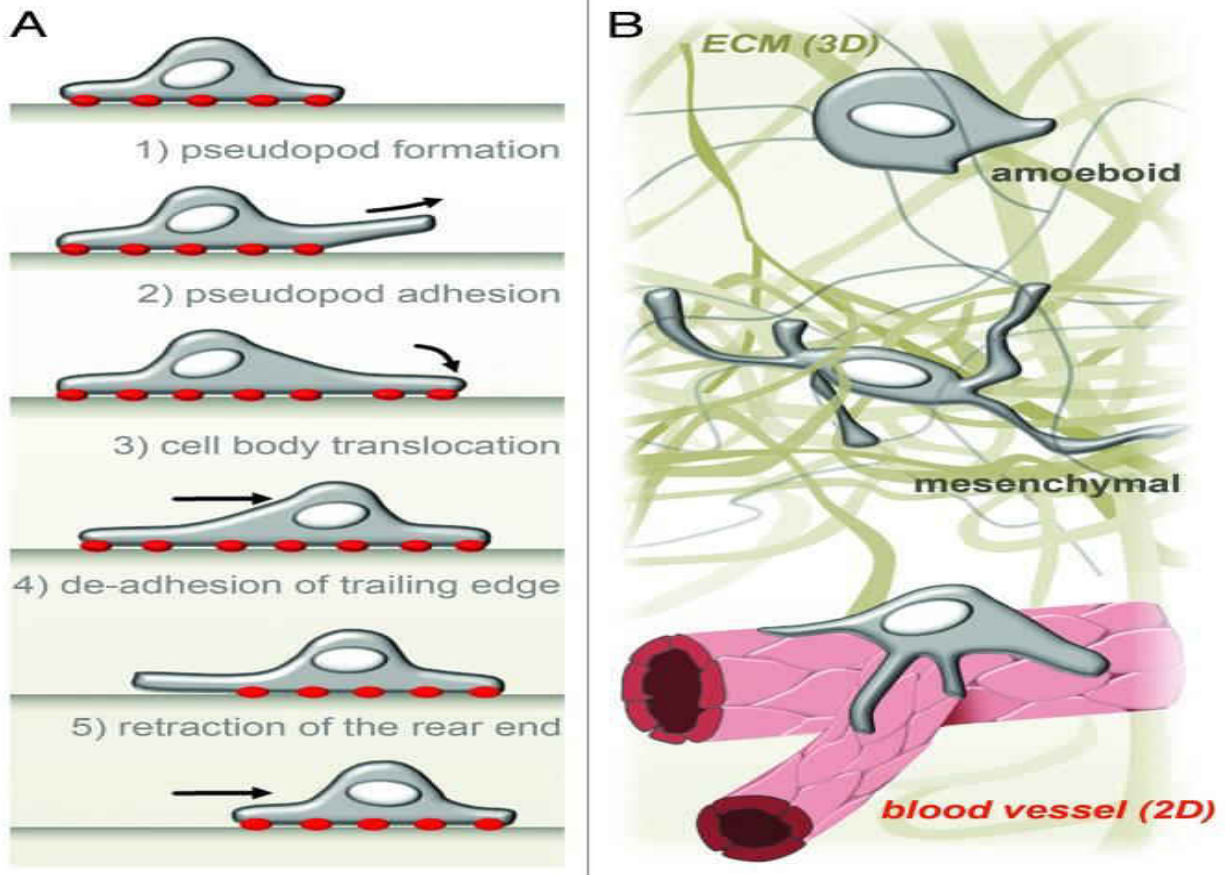 A
1) pseudopod formation
2) pseudopod adhesion
3) cell body translocation
4) de-adhesion of trailing edge
5) retraction of the rear end
B
ECM (3D)
amoeboid
mesenchymal
blood vessel (2D)